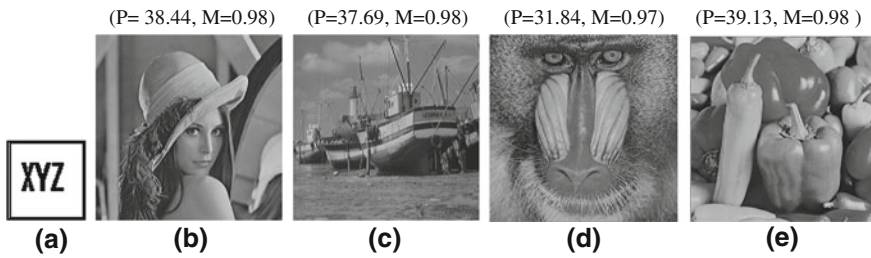 (P= 38.44, M=0.98) (P=37.69, M=0.98) (P=31.84, M=0.97) (P=39.13, M=0.98 )
XYZ
(a) (b) (c) (d) (e)